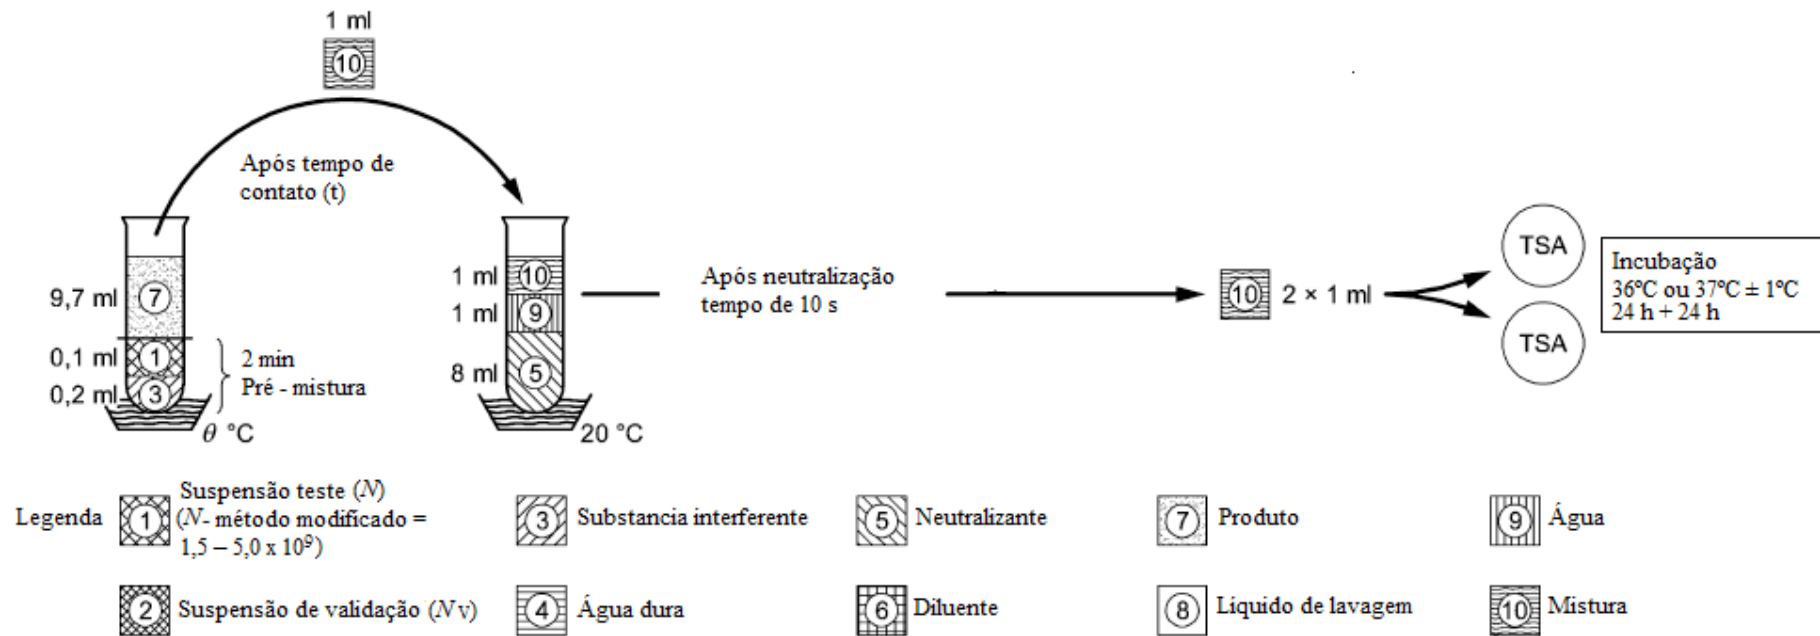 1 ml
10
Após tempo de
contato (t)
9,7 ml
7
0,1 ml
1
0,2 ml
3
2 min
Pré - mistura
θ °C
1 ml
10
1 ml
9
8 ml
5
20 °C
Após neutralização
tempo de 10 s
10
2 × 1 ml
TSA
TSA
Incubação
36ºC ou 37ºC ± 1ºC
24 h + 24 h
Legenda
1
Suspensão teste (N)
(N- método modificado =
1,5 – 5,0 x 10⁹)
3
Substancia interferente
5
Neutralizante
7
Produto
9
Água
2
Suspensão de validação (Nv)
4
Água dura
6
Diluente
8
Líquido de lavagem
10
Mistura